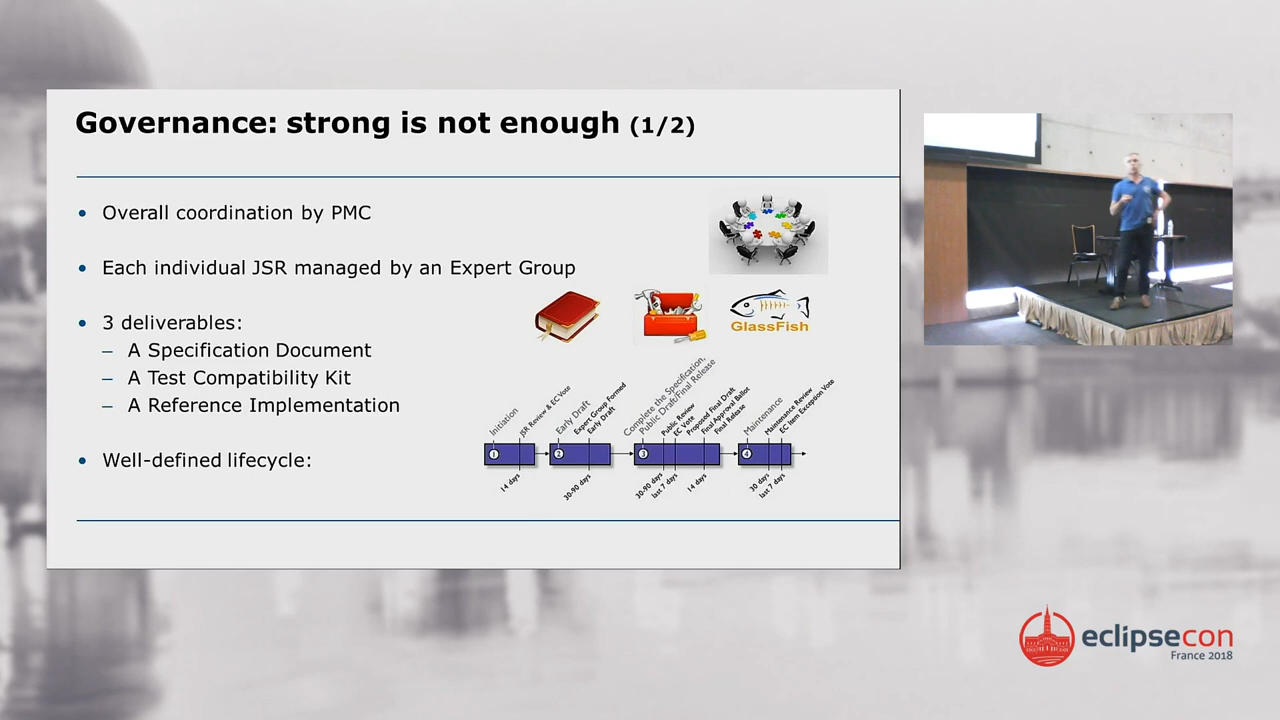 Governance: strong is not enough (1/2)
• Overall coordination by PMC
• Each individual JSR managed by an Expert Group
• 3 deliverables:
– A Specification Document
– A Test Compatibility Kit
– A Reference Implementation
GlassFish
• Well-defined lifecycle:
Initiation
JSR Review & EC Vote
Early Draft
Expert Group Formed
Early Draft
Complete the Specification,
Public Draft/Final Release
Public Review
EC Vote
Proposed Final Draft
Final Approval Ballot
Final Release
Maintenance
Maintenance Review
EC Item Exception Vote
1
2
3
4
14 days
30-90 days
30-90 days
last 7 days
14 days
30 days
last 7 days
eclipsecon
France 2018